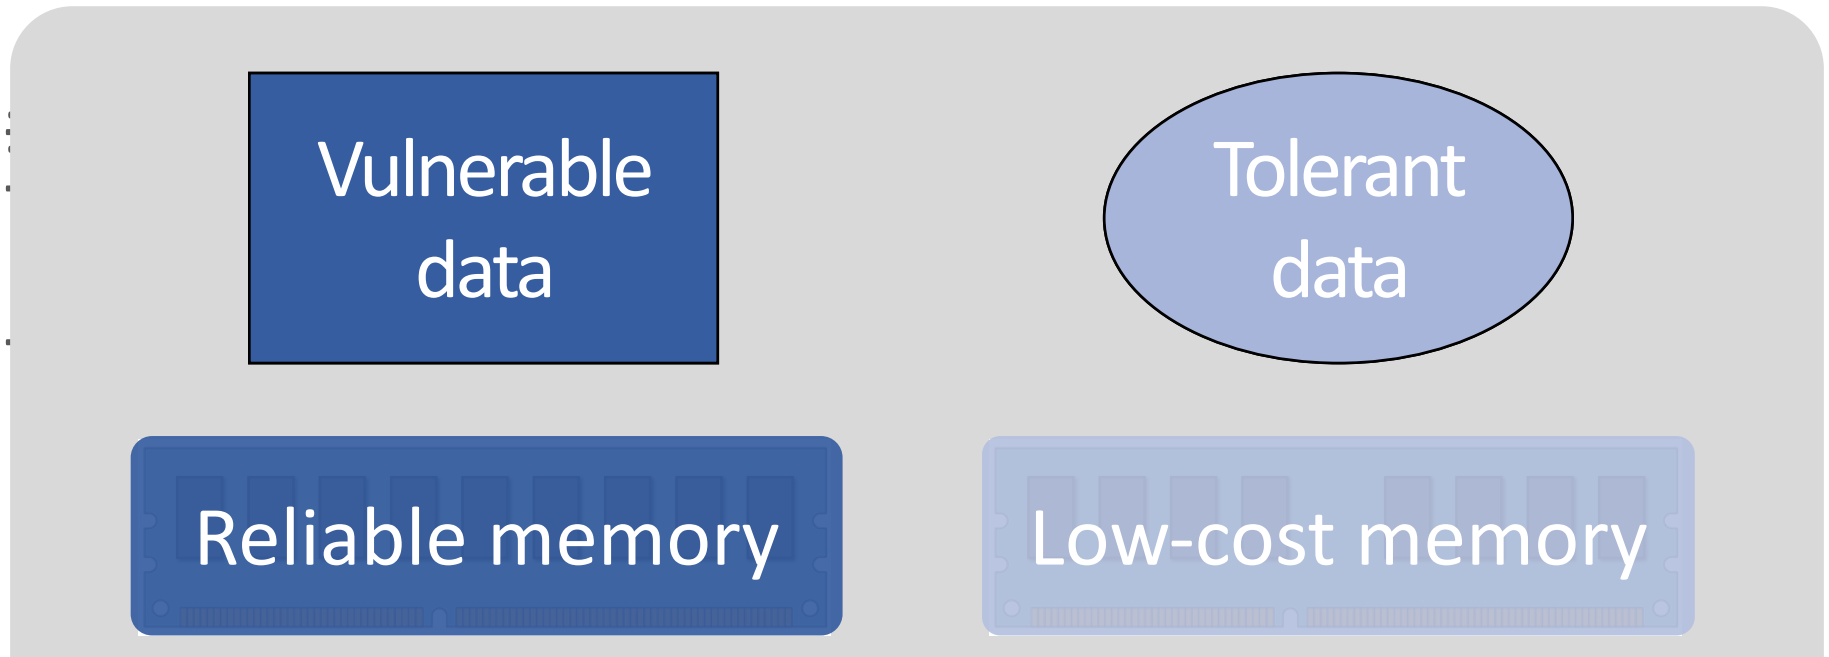 Vulnerable
data
Tolerant
data
Reliable memory
Low-cost memory